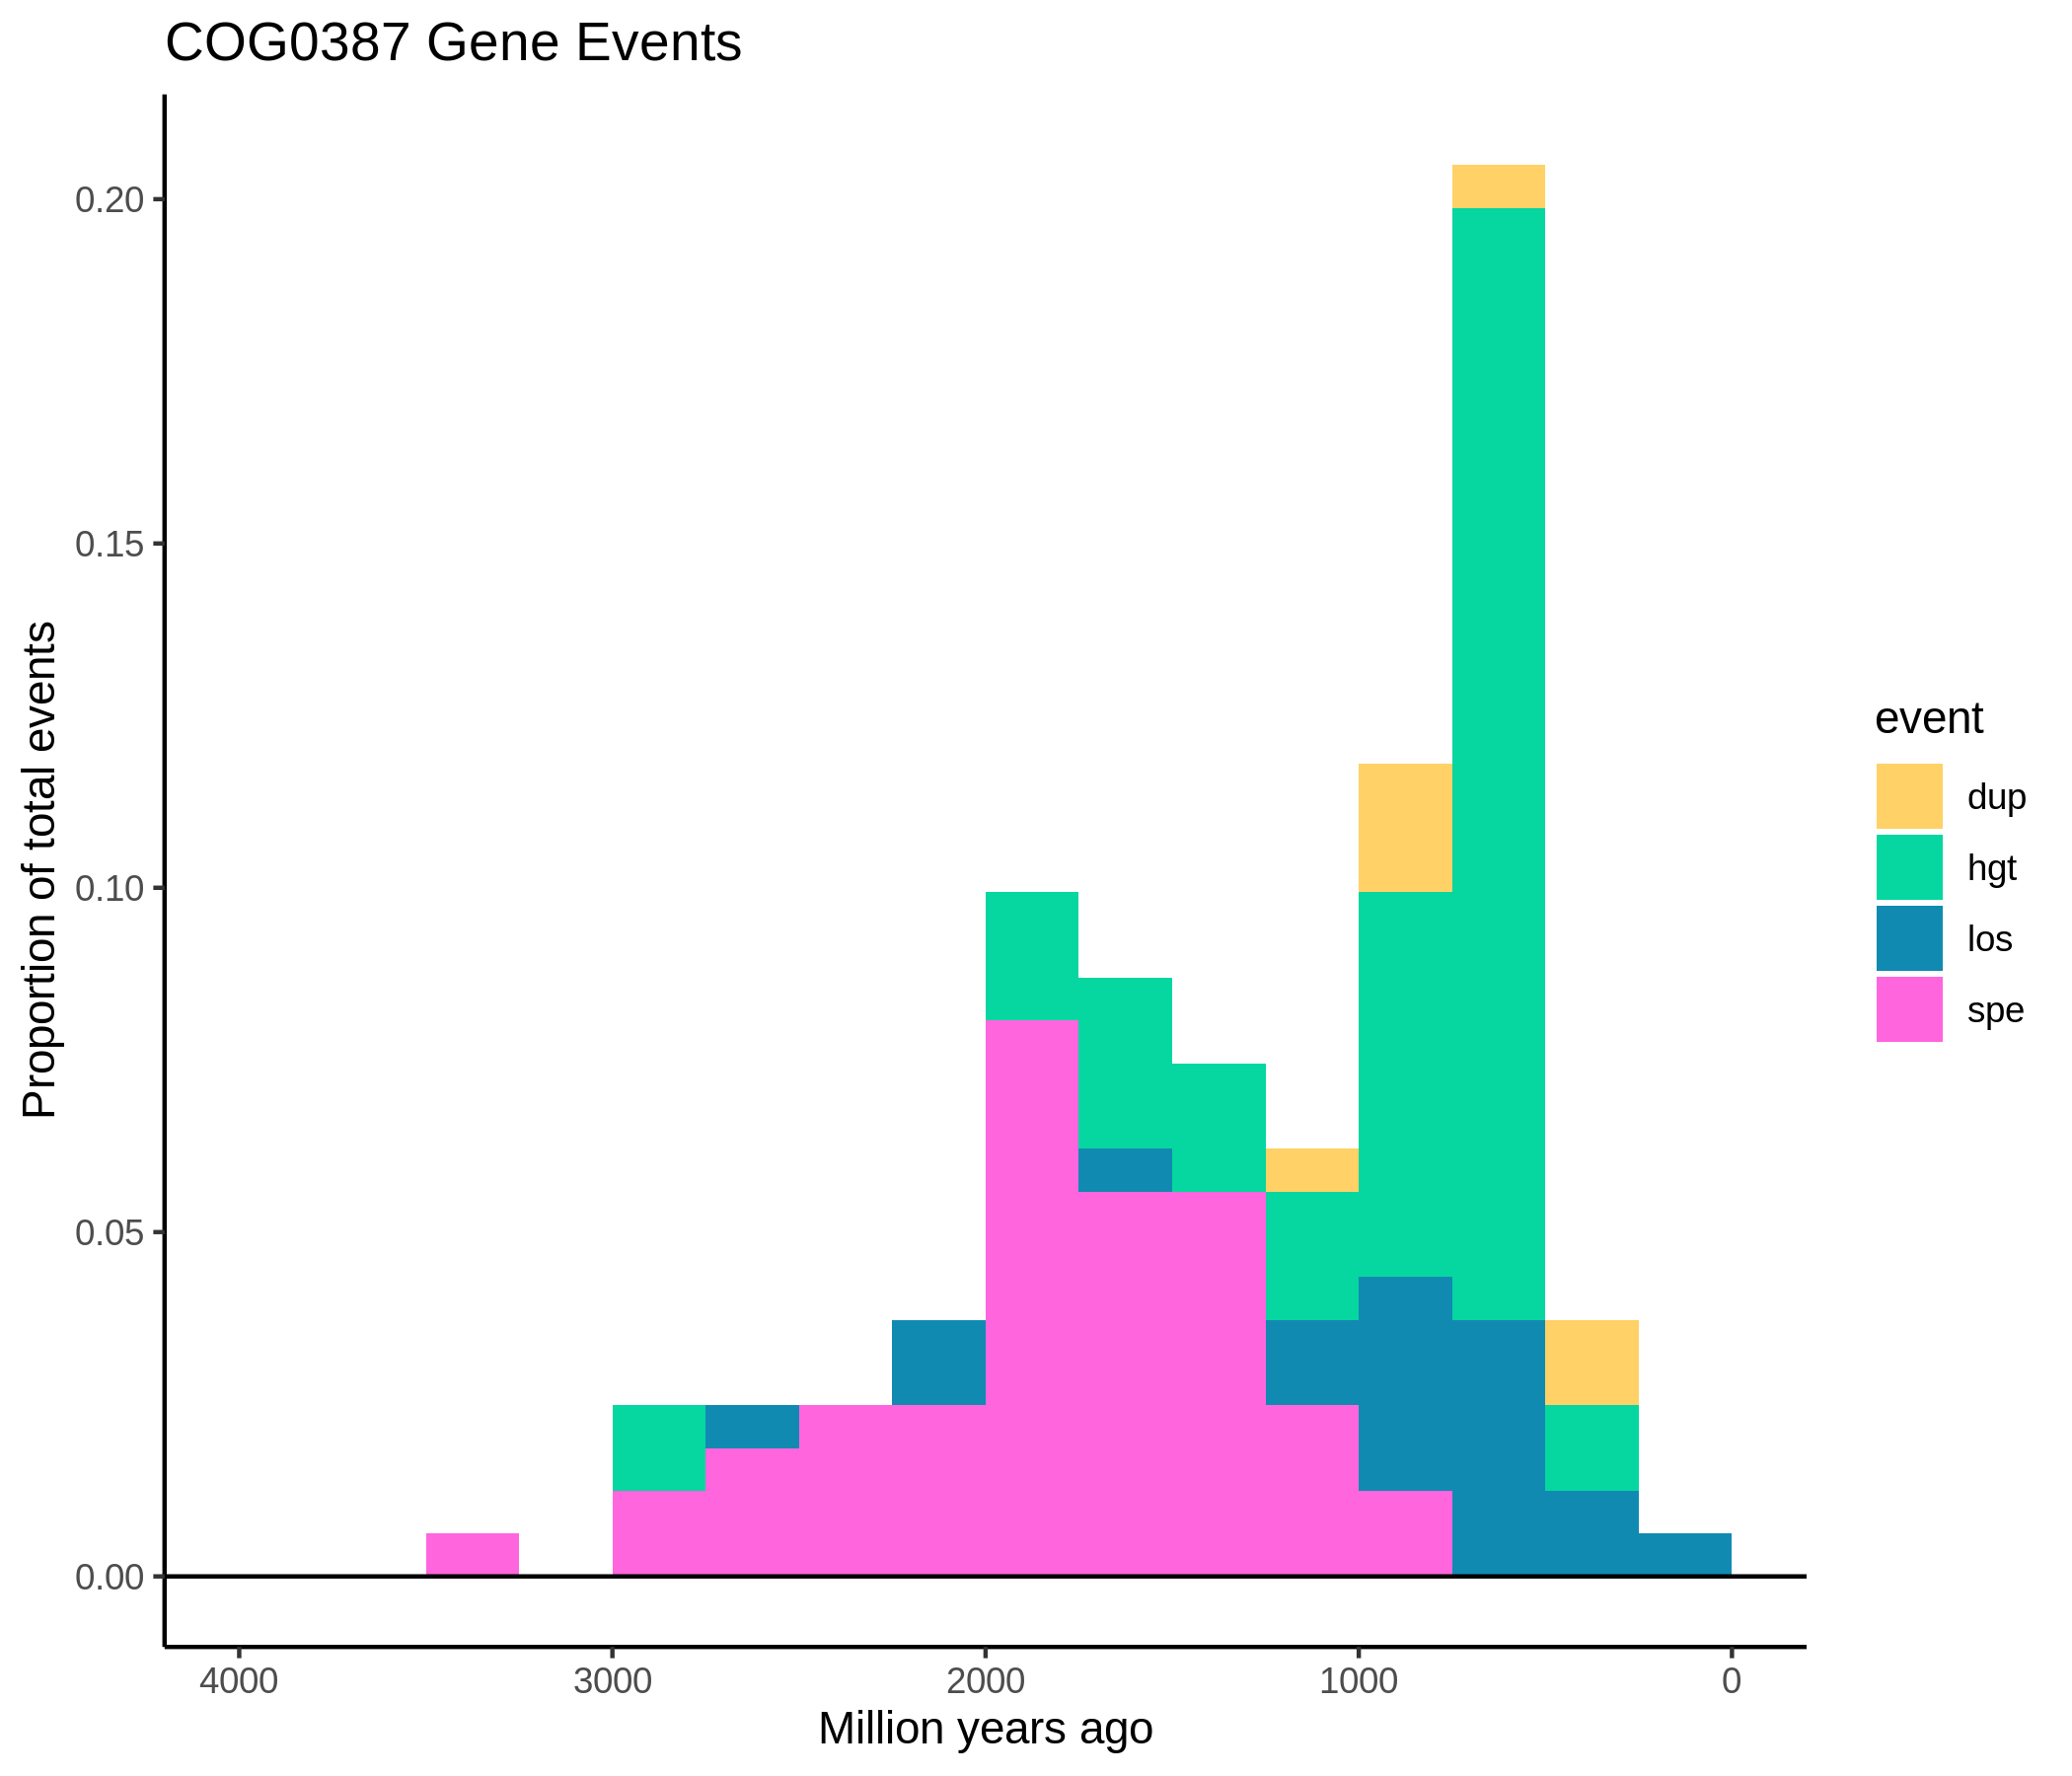 COG0387 Gene Events
Proportion of total events
0.20
0.15
0.10
0.05
0.00
4000 3000 2000 1000 0
Million years ago
event
dup
hgt
los
spe